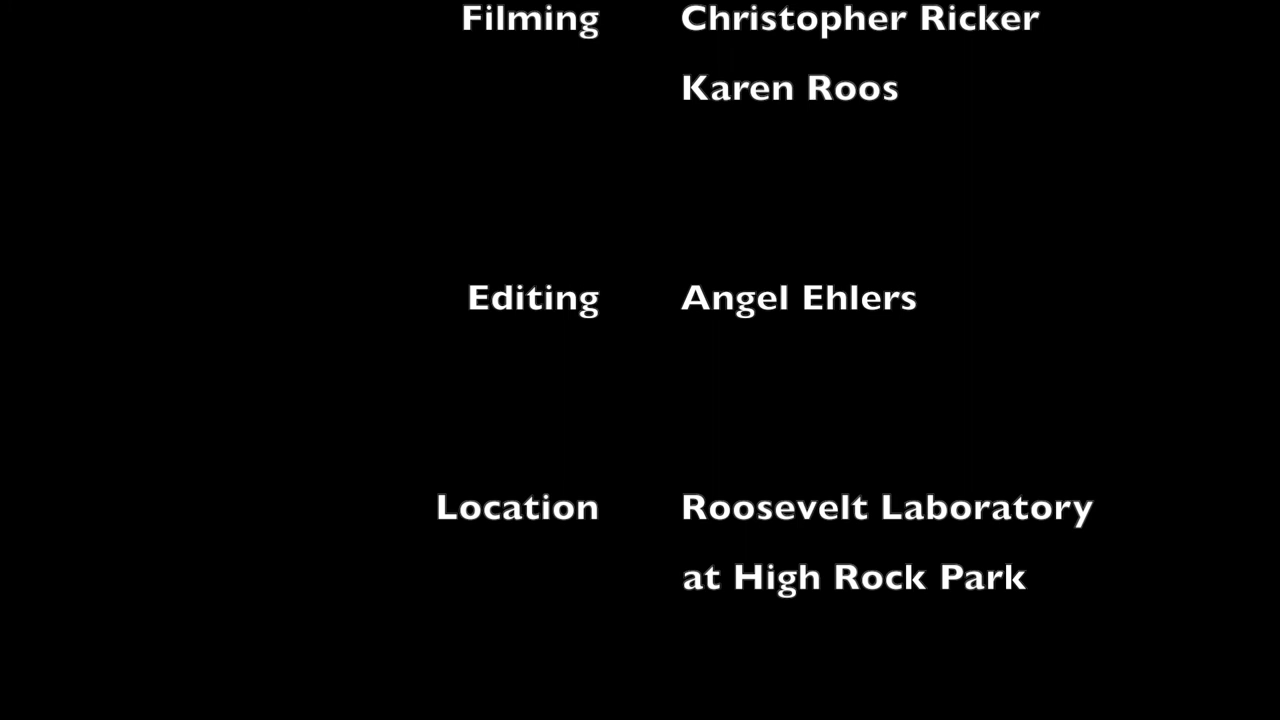 Filming Christopher Ricker
Karen Roos
Editing Angel Ehlers
Location Roosevelt Laboratory
at High Rock Park